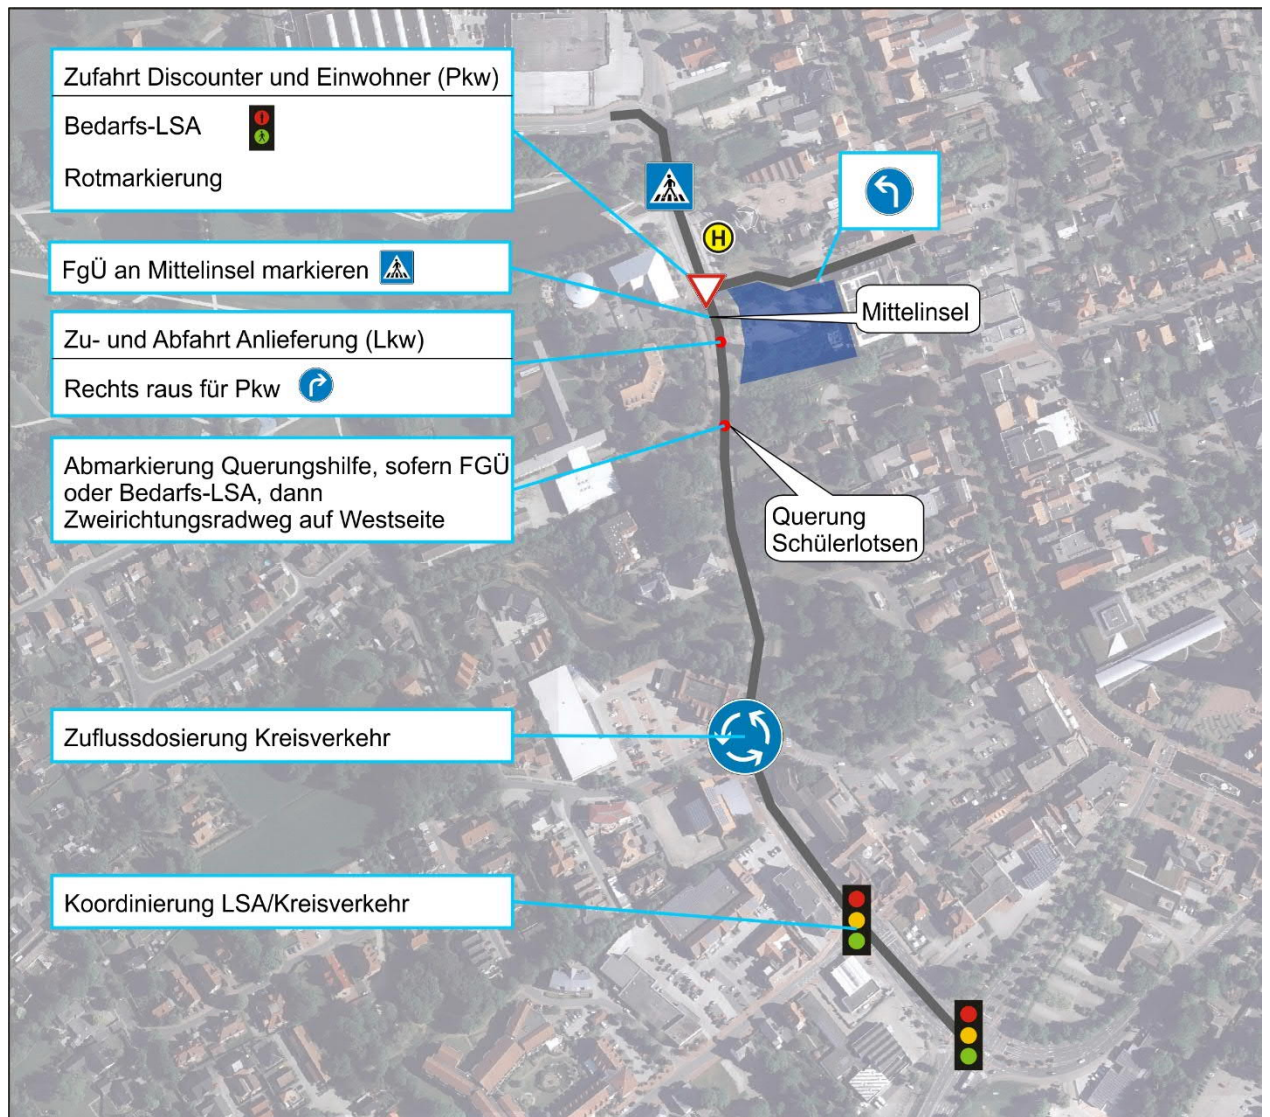 Zufahrt Discounter und Einwohner (Pkw)
Bedarfs-LSA
Rotmarkierung
H
FgÜ an Mittelinsel markieren
Mittelinsel
Zu- und Abfahrt Anlieferung (Lkw)
Rechts raus für Pkw
Abmarkierung Querungshilfe, sofern FGÜ
oder Bedarfs-LSA, dann
Zweirichtungsradweg auf Westseite
Querung
Schülerlotsen
Zuflussdosierung Kreisverkehr
Koordinierung LSA/Kreisverkehr